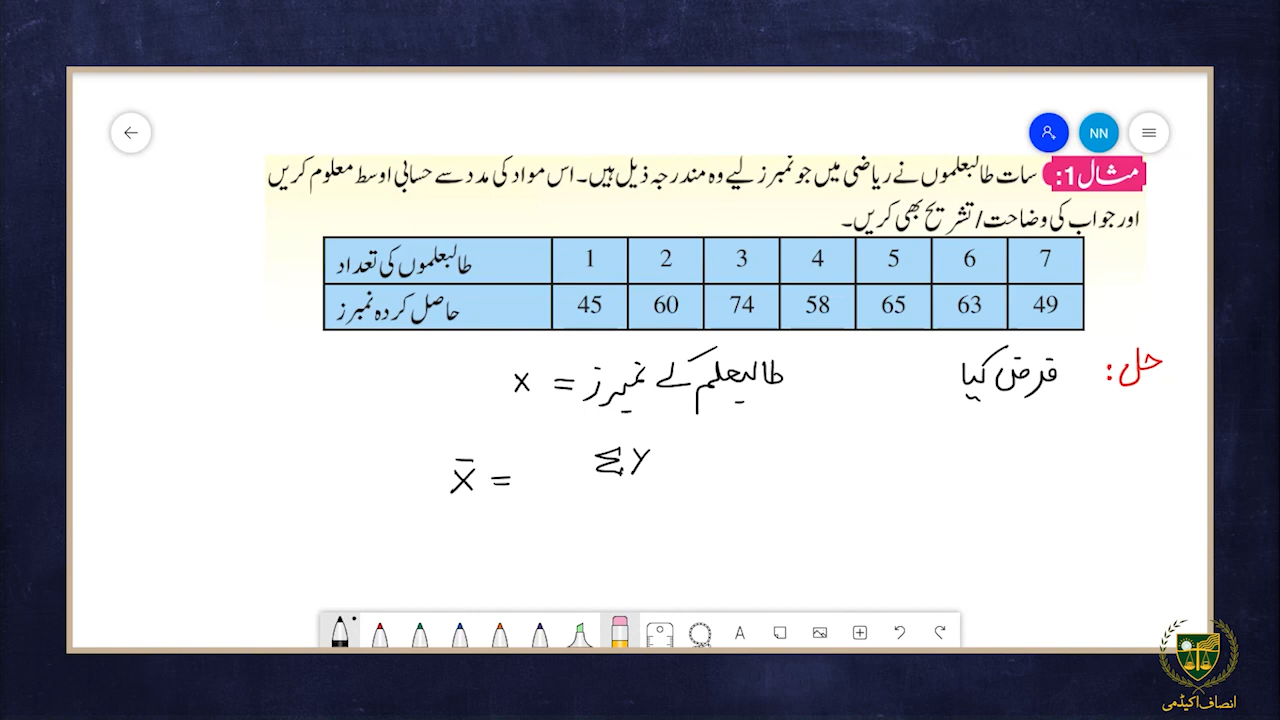 NN
مثال 1: سات طالبعلموں نے ریاضی میں جو نمبرز لیے وہ مندرجہ ذیل ہیں۔ اس مواد کی مدد سے حسابی اوسط معلوم کریں
اور جواب کی وضاحت/تشریح بھی کریں۔
طالبعلموں کی تعداد 1 2 3 4 5 6 7
حاصل کردہ نمبرز 45 60 74 58 65 63 49
حل: فرض کیا طالبعلم کے نمبرز = x
X̄ = ΣY
A
انصاف اکیڈمی